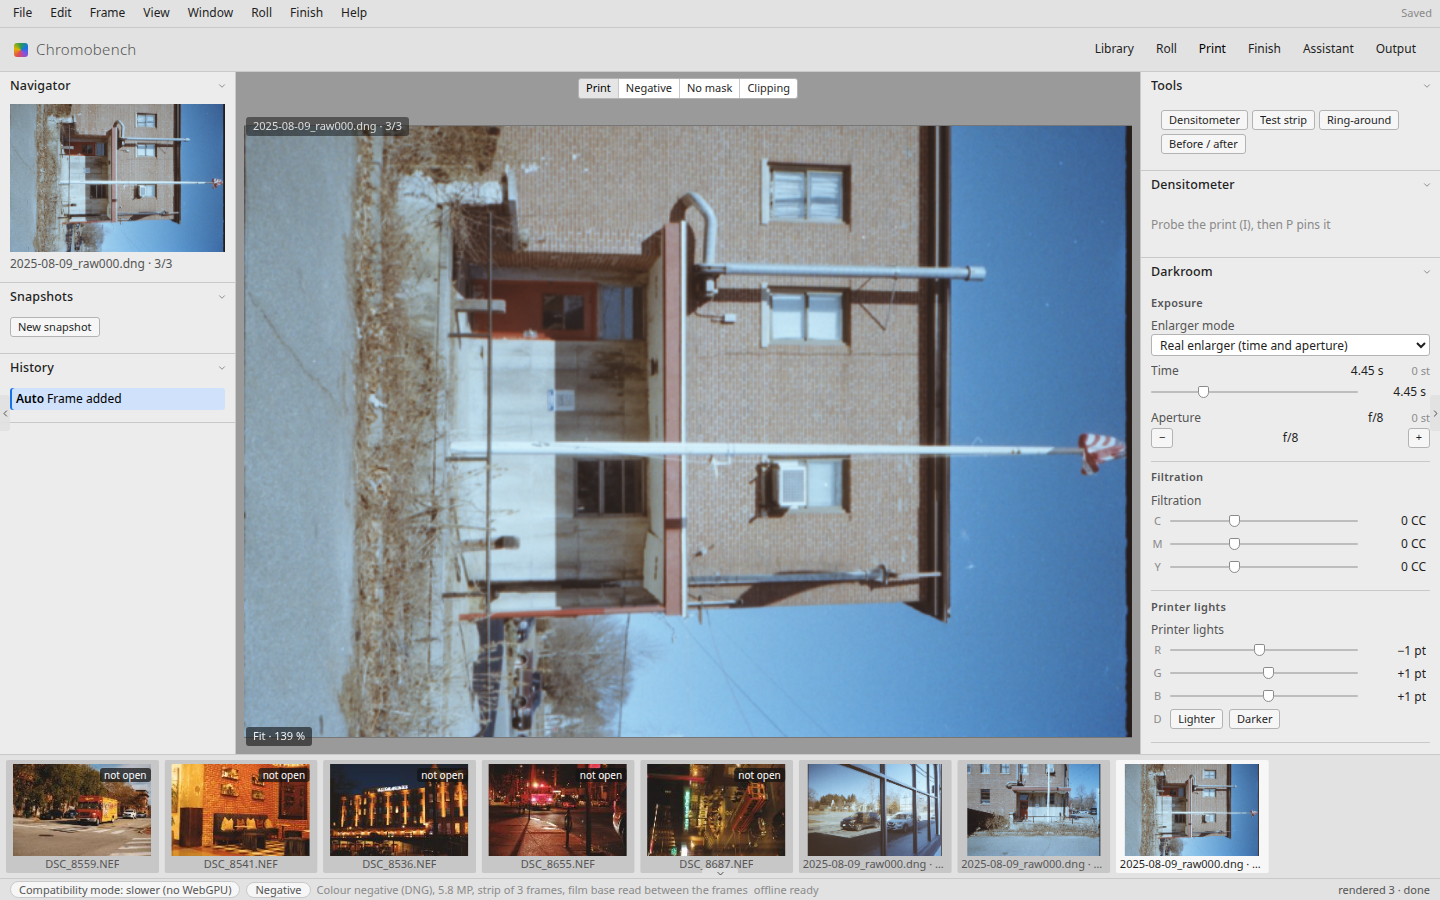 File Edit Frame View Window Roll Finish Help Saved
Chromobench Library Roll Print Finish Assistant Output
Navigator
2025-08-09_raw000.dng · 3/3
Snapshots
New snapshot
History
Auto Frame added
Print Negative No mask Clipping
2025-08-09_raw000.dng · 3/3
Fit · 139 %
Tools
Densitometer Test strip Ring-around
Before / after
Densitometer
Probe the print (I), then P pins it
Darkroom
Exposure
Enlarger mode
Real enlarger (time and aperture)
Time 4.45 s 0 st
4.45 s
Aperture f/8 0 st
− f/8 +
Filtration
Filtration
C 0 CC
M 0 CC
Y 0 CC
Printer lights
Printer lights
R −1 pt
G +1 pt
B +1 pt
D Lighter Darker
not open not open not open not open not open
DSC_8559.NEF DSC_8541.NEF DSC_8536.NEF DSC_8655.NEF DSC_8687.NEF 2025-08-09_raw000.dng · ... 2025-08-09_raw000.dng · ... 2025-08-09_raw000.dng · ...
Compatibility mode: slower (no WebGPU) Negative Colour negative (DNG), 5.8 MP, strip of 3 frames, film base read between the frames offline ready rendered 3 · done